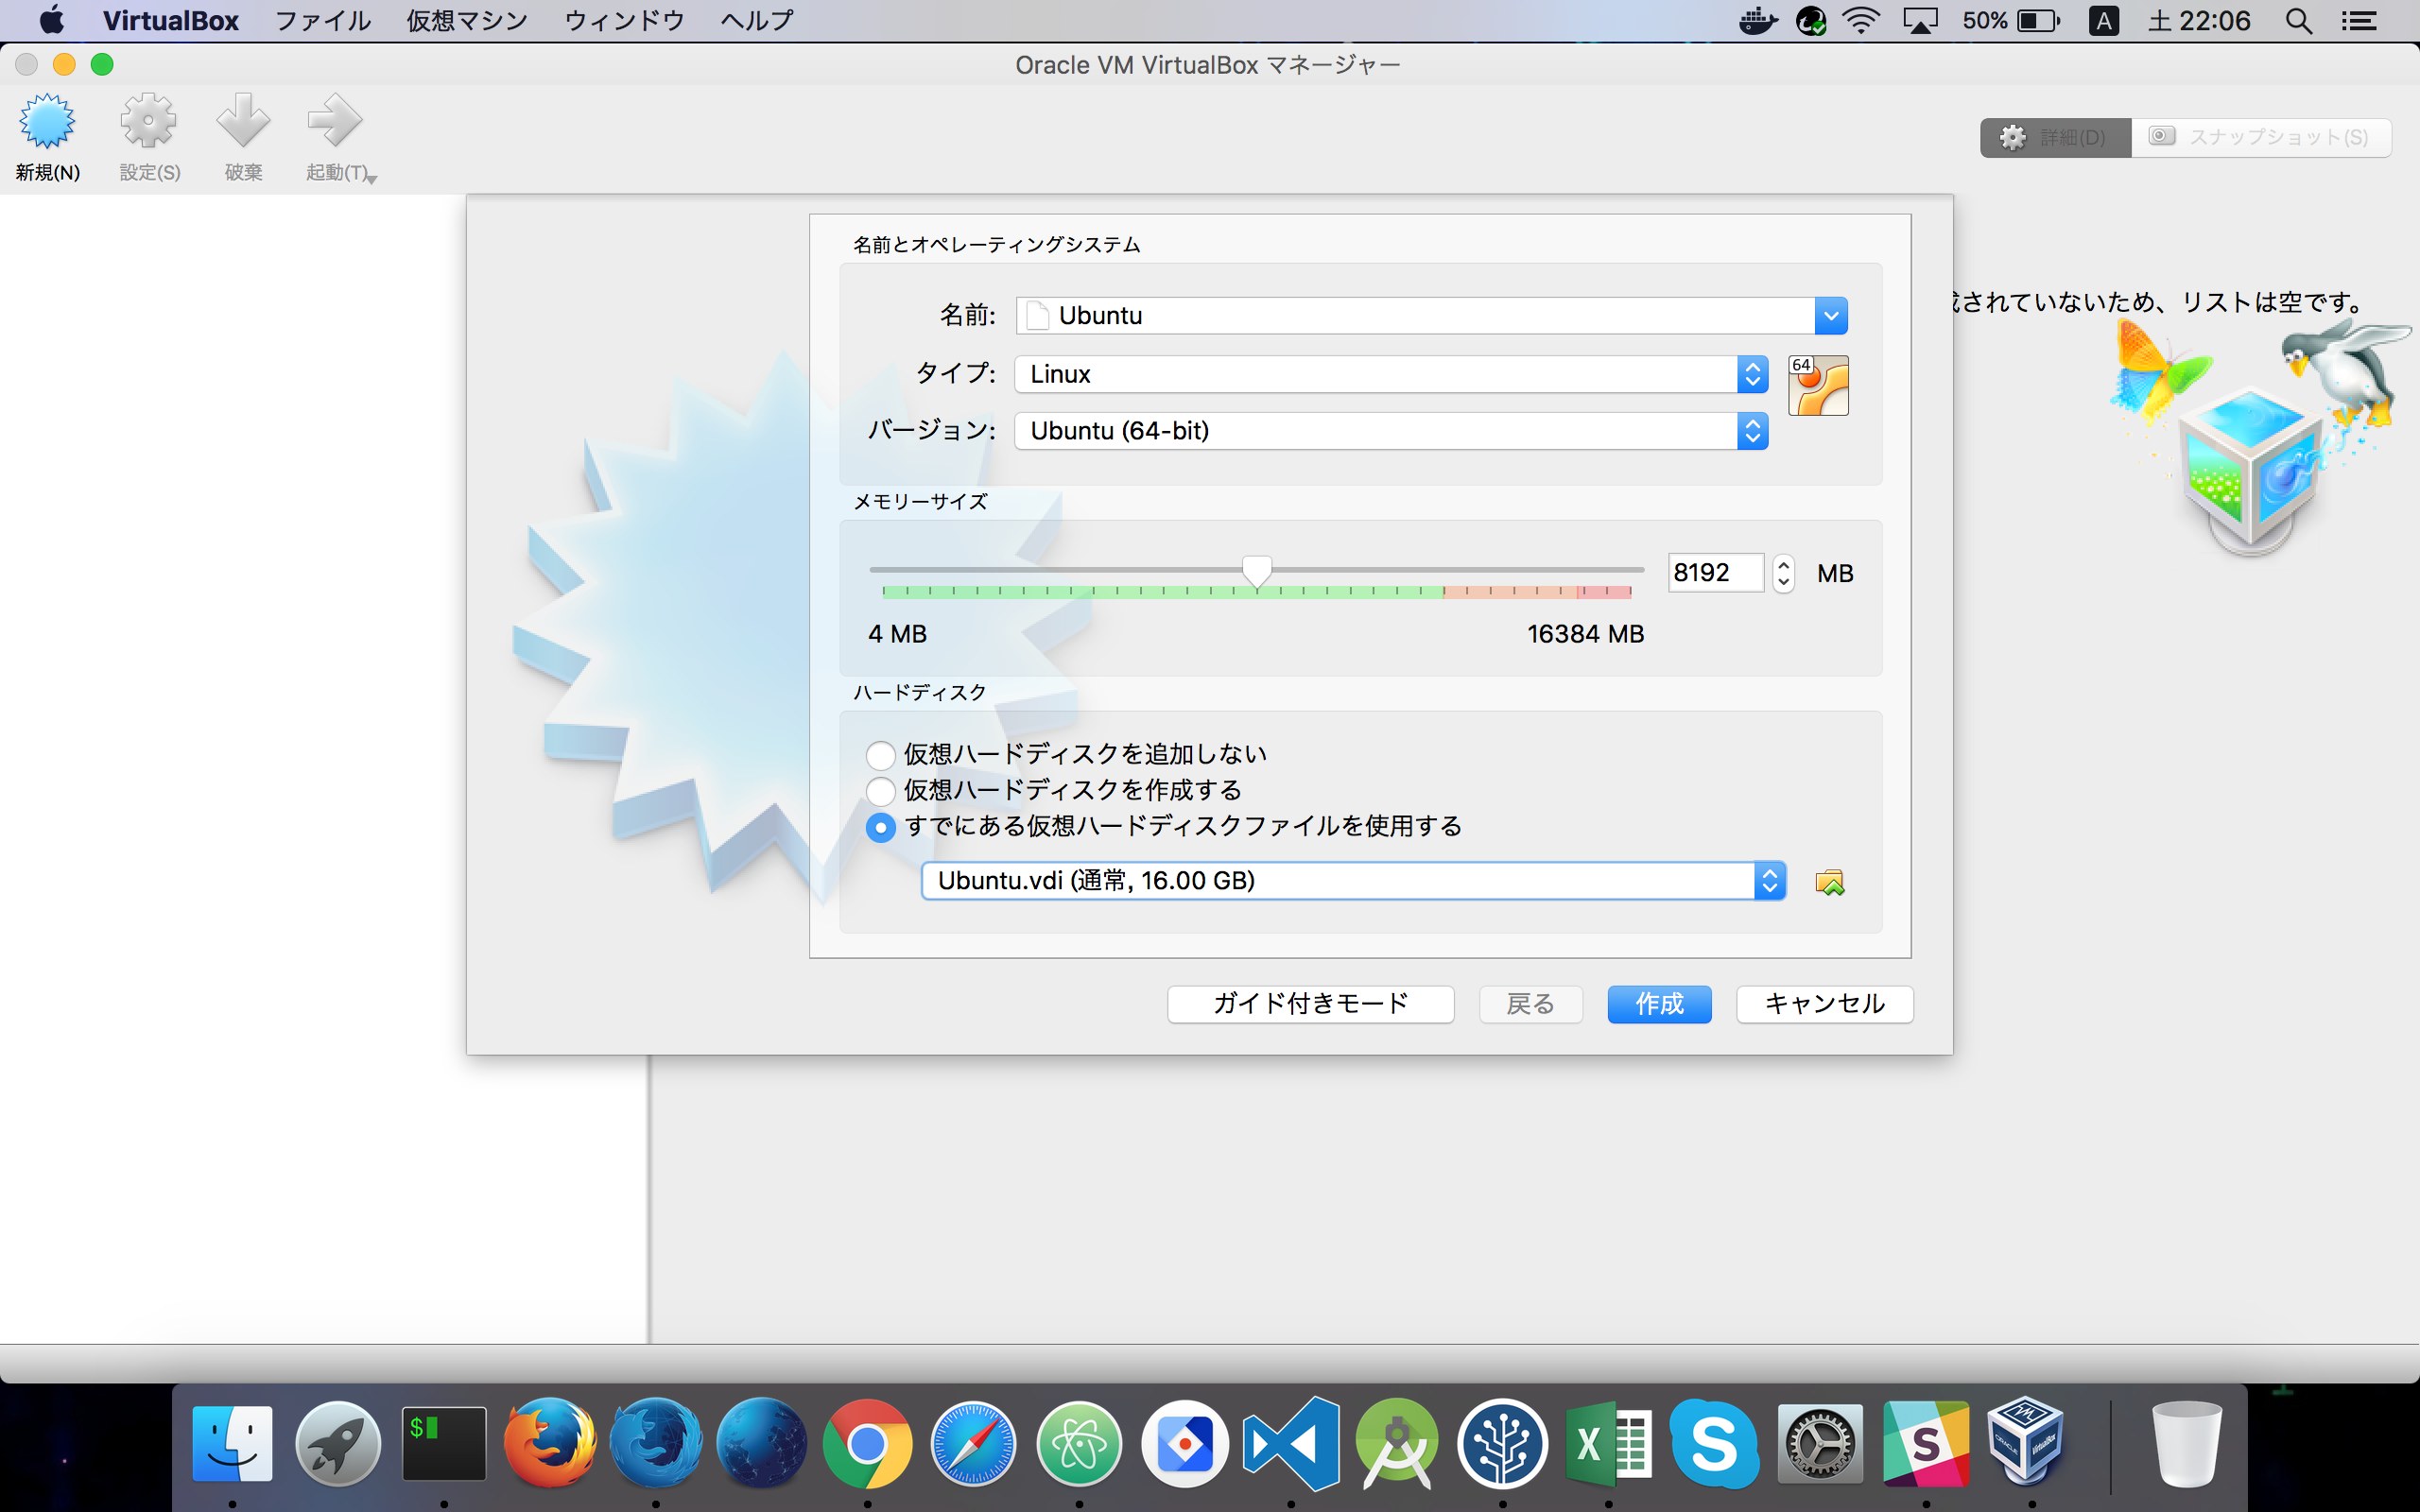 VirtualBox ファイル 仮想マシン ウィンドウ ヘルプ 50% A 土 22:06
Oracle VM VirtualBox マネージャー
新規(N) 設定(S) 破棄 起動(T) 詳細(D) スナップショット(S)
名前とオペレーティングシステム
名前: Ubuntu
されていないため、リストは空です。
タイプ: Linux
64
バージョン: Ubuntu (64-bit)
メモリーサイズ
8192 MB
4 MB 16384 MB
ハードディスク
仮想ハードディスクを追加しない
仮想ハードディスクを作成する
すでにある仮想ハードディスクファイルを使用する
Ubuntu.vdi (通常, 16.00 GB)
ガイド付きモード 戻る 作成 キャンセル
$ X S S ORACLE VirtualBox